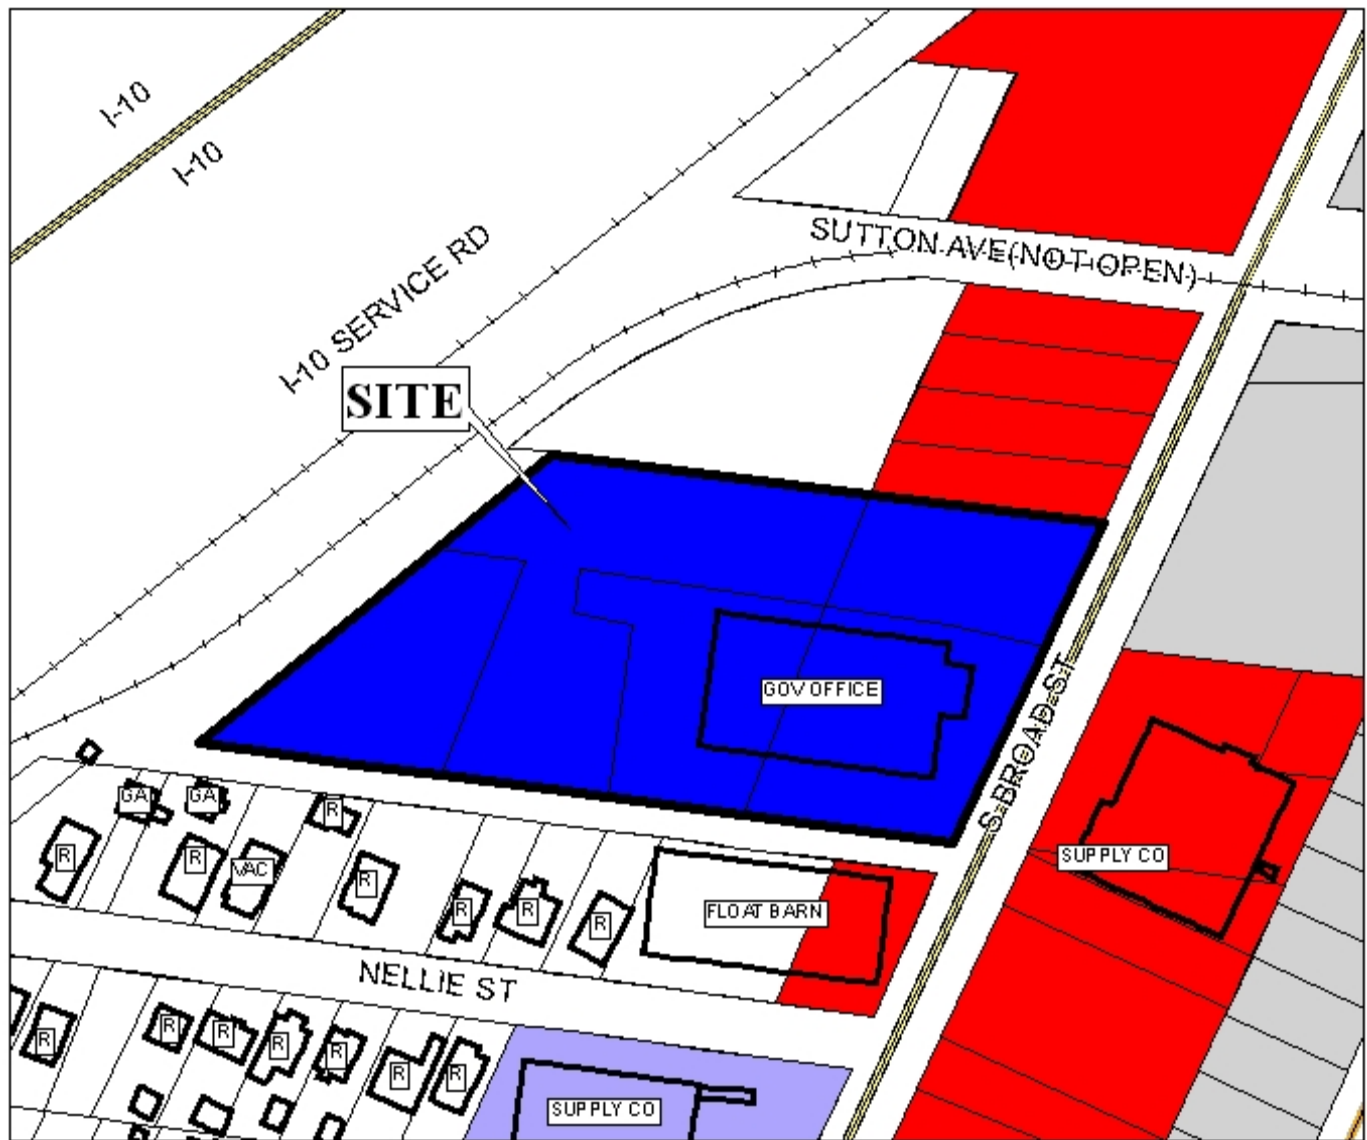 I-10
I-10
SUTTON AVE(NOT OPEN)
I-10 SERVICE RD
SITE
GOV OFFICE
S BROAD ST
GA
GA
R
R
R
VAC
R
SUPPLY CO
R
R
R
FLOAT BARN
NELLIE ST
R
R
R
R
R
R
R
SUPPLY CO